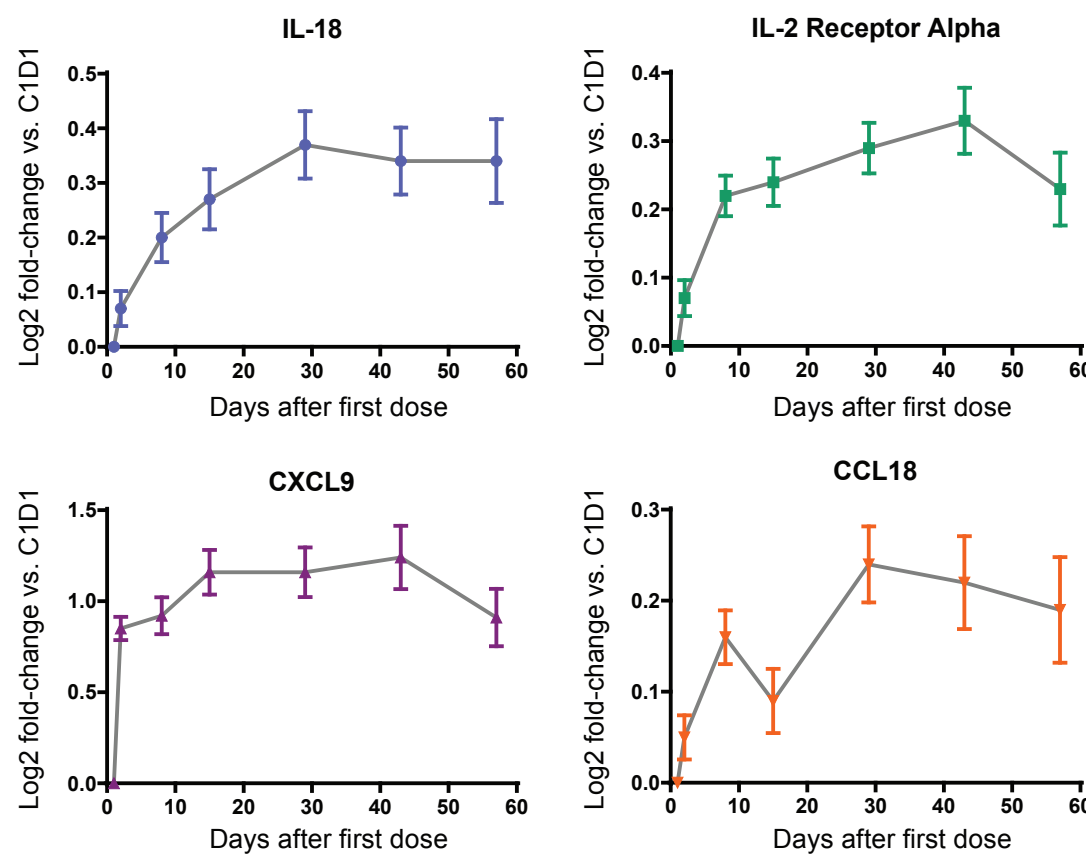 IL-18
Log2 fold-change vs. C1D1
0.5
0.4
0.3
0.2
0.1
0.0
0 10 20 30 40 50 60
Days after first dose
IL-2 Receptor Alpha
Log2 fold-change vs. C1D1
0.4
0.3
0.2
0.1
0.0
0 10 20 30 40 50 60
Days after first dose
CXCL9
Log2 fold-change vs. C1D1
1.5
1.0
0.5
0.0
0 10 20 30 40 50 60
Days after first dose
CCL18
Log2 fold-change vs. C1D1
0.3
0.2
0.1
0.0
0 10 20 30 40 50 60
Days after first dose